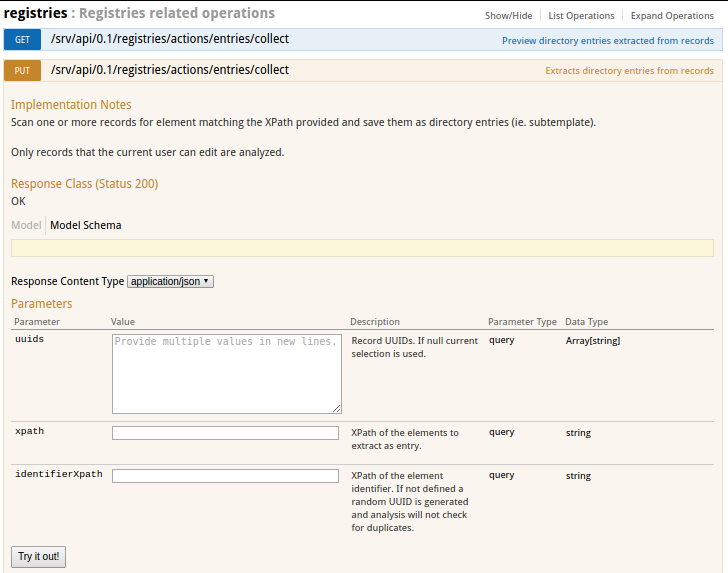 registries : Registries related operations
Show/Hide
List Operations
Expand Operations
GET /srv/api/0.1/registries/actions/entries/collect
Preview directory entries extracted from records
PUT /srv/api/0.1/registries/actions/entries/collect
Extracts directory entries from records
Implementation Notes
Scan one or more records for element matching the XPath provided and save them as directory entries (ie. subtemplate).
Only records that the current user can edit are analyzed.
Response Class (Status 200)
OK
Model Model Schema
Response Content Type application/json
Parameters
Parameter Value Description Parameter Type Data Type
uuids
Provide multiple values in new lines.
Record UUIDs. If null current
selection is used.
query
Array[string]
xpath
XPath of the elements to
extract as entry.
query
string
identifierXpath
XPath of the element
identifier. If not defined a
random UUID is generated
and analysis will not check
for duplicates.
query
string
Try it out!